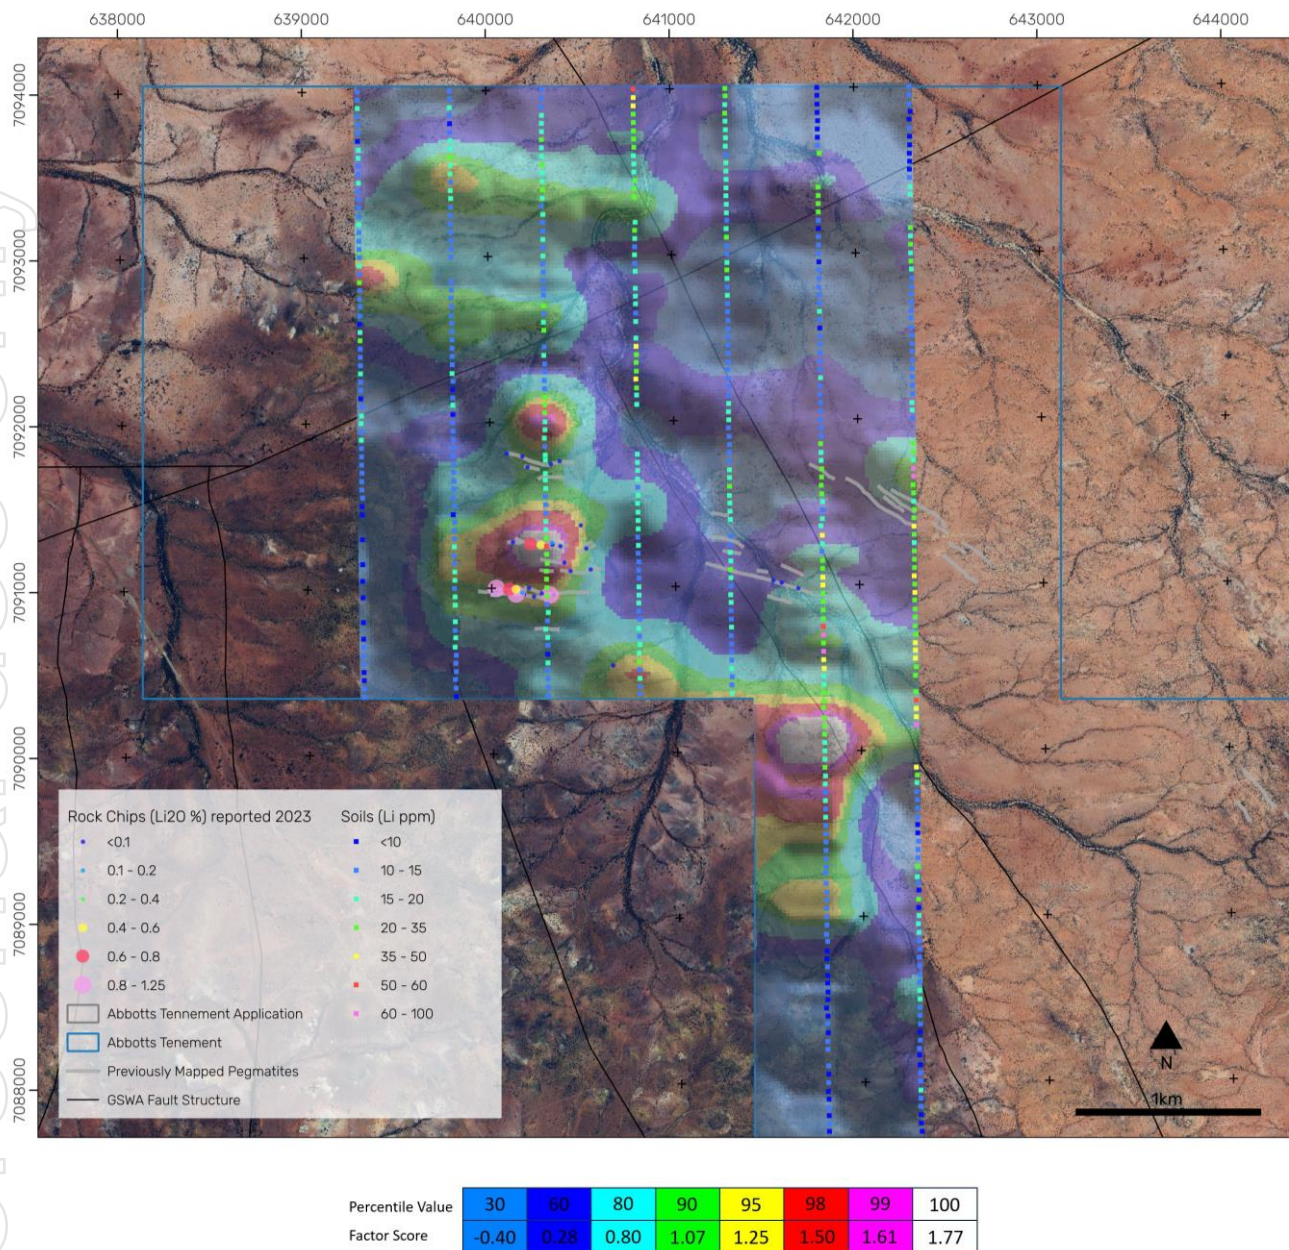 638000 639000 640000 641000 642000 643000 644000
7094000
7093000
7092000
7091000
7090000
7089000
7088000
Rock Chips (Li2O %) reported 2023
<0.1
0.1 - 0.2
0.2 - 0.4
0.4 - 0.6
0.6 - 0.8
0.8 - 1.25
Abbotts Tennement Application
Abbotts Tenement
Previously Mapped Pegmatites
GSWA Fault Structure
Soils (Li ppm)
<10
10 - 15
15 - 20
20 - 35
35 - 50
50 - 60
60 - 100
N
1km
Percentile Value 30 60 80 90 95 98 99 100
Factor Score -0.40 0.28 0.80 1.07 1.25 1.50 1.61 1.77